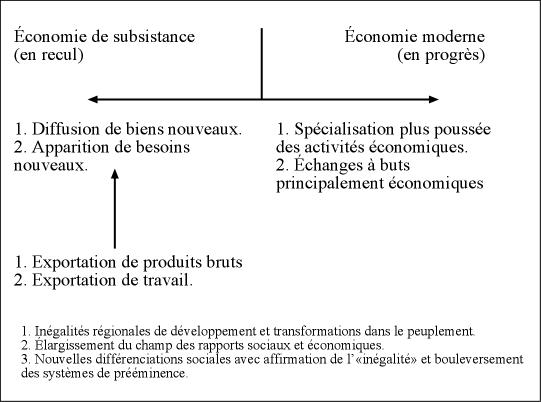 Économie de subsistance
(en recul)
Économie moderne
(en progrès)
1. Diffusion de biens nouveaux.
2. Apparition de besoins
nouveaux.
1. Spécialisation plus poussée
des activités économiques.
2. Échanges à buts
principalement économiques
1. Exportation de produits bruts
2. Exportation de travail.
1. Inégalités régionales de développement et transformations dans le peuplement.
2. Élargissement du champ des rapports sociaux et économiques.
3. Nouvelles différenciations sociales avec affirmation de l’«inégalité» et bouleversement
des systèmes de prééminence.